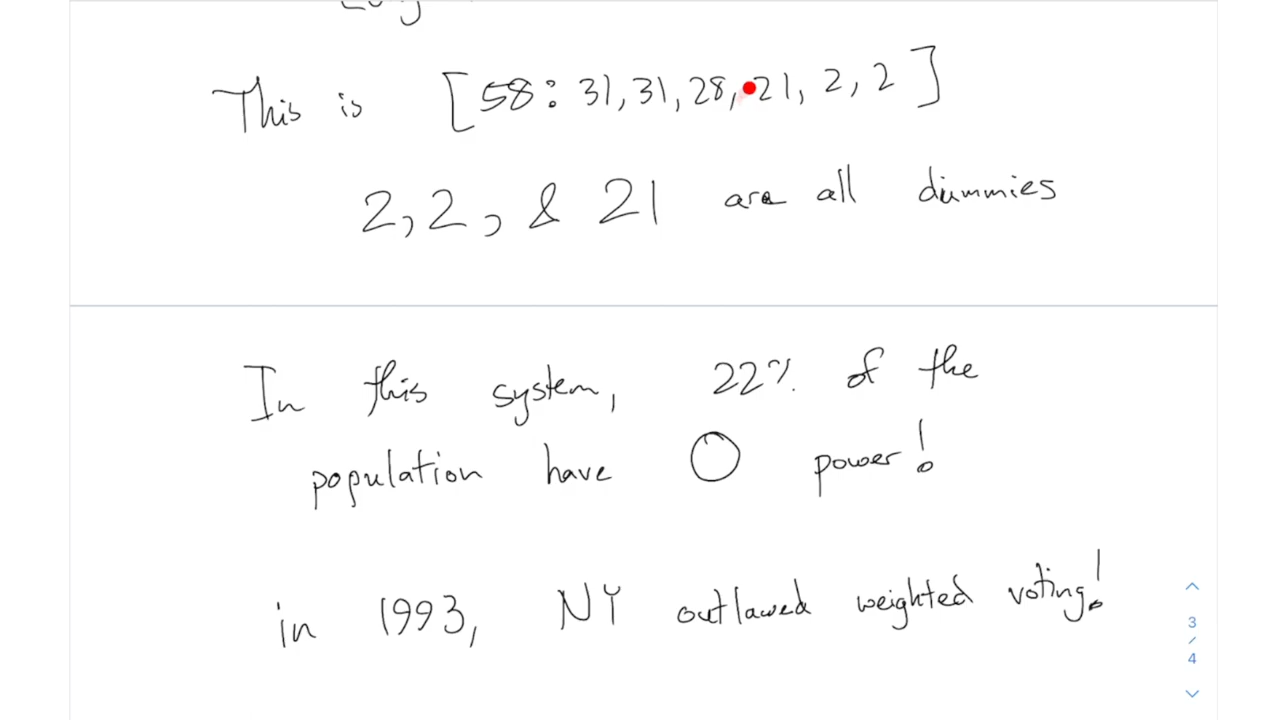 This is [58: 31, 31, 28, 21, 2, 2]
2, 2, & 21 are all dummies
In this system, 22% of the
population have 0 power!
in 1993, NY outlawed weighted voting!
3
/
4